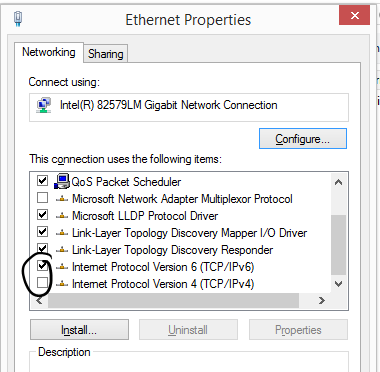 Ethernet Properties
Networking
Sharing
Connect using:
Intel(R) 82579LM Gigabit Network Connection
Configure...
This connection uses the following items:
QoS Packet Scheduler
Microsoft Network Adapter Multiplexor Protocol
Microsoft LLDP Protocol Driver
Link-Layer Topology Discovery Mapper I/O Driver
Link-Layer Topology Discovery Responder
Internet Protocol Version 6 (TCP/IPv6)
Internet Protocol Version 4 (TCP/IPv4)
Install...
Uninstall
Properties
Description